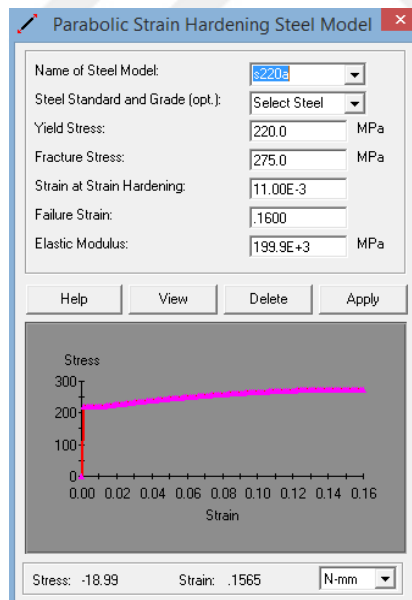 Parabolic Strain Hardening Steel Model
Name of Steel Model: s220a
Steel Standard and Grade (opt.): Select Steel
Yield Stress: 220.0 MPa
Fracture Stress: 275.0 MPa
Strain at Strain Hardening: 11.00E-3
Failure Strain: .1600
Elastic Modulus: 199.9E+3 MPa
Help View Delete Apply
Stress
300
200
100
0
0.00 0.02 0.04 0.06 0.08 0.10 0.12 0.14 0.16
Strain
Stress: -18.99 Strain: .1565 N-mm